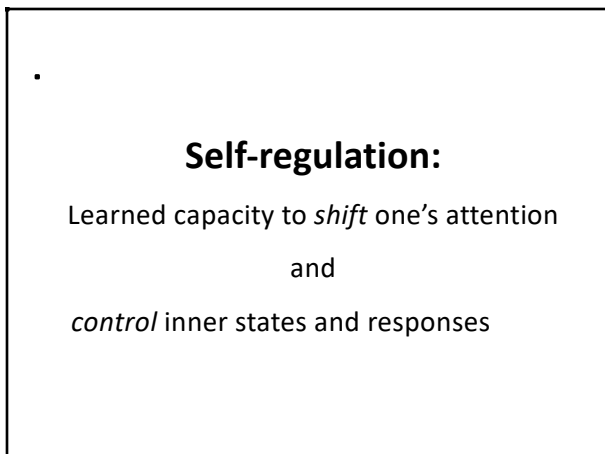 .
Self-regulation:
Learned capacity to shift one’s attention
and
control inner states and responses